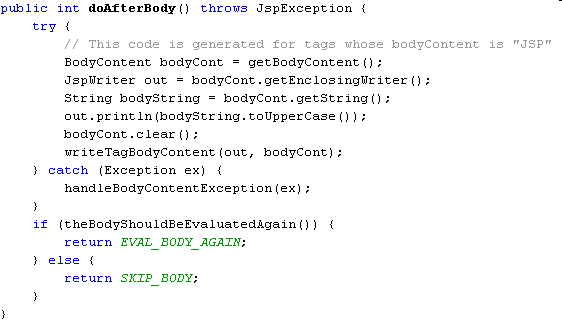 public int doAfterBody() throws JspException {
    try {
        // This code is generated for tags whose bodyContent is "JSP"
        BodyContent bodyCont = getBodyContent();
        JspWriter out = bodyCont.getEnclosingWriter();
        String bodyString = bodyCont.getString();
        out.println(bodyString.toUpperCase());
        bodyCont.clear();
        writeTagBodyContent(out, bodyCont);
    } catch (Exception ex) {
        handleBodyContentException(ex);
    }
    if (theBodyShouldBeEvaluatedAgain()) {
        return EVAL_BODY_AGAIN;
    } else {
        return SKIP_BODY;
    }
}